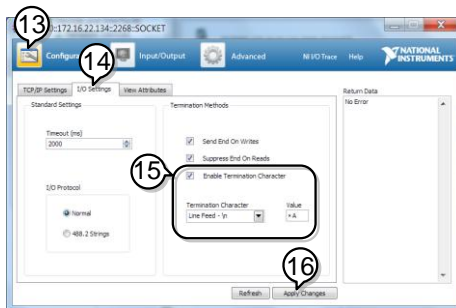 13
::172.16.22.134::2268::SOCKET
Configu
14
Input/Output
Advanced
NI I/O Trace
Help
NATIONAL INSTRUMENTS
TCP/IP Settings
I/O Settings
View Attributes
Return Data
No Error
Standard Settings
Termination Methods
Timeout (ms)
2000
Send End On Writes
Suppress End On Reads
15
Enable Termination Character
I/O Protocol
Normal
488.2 Strings
Termination Character
Value
Line Feed - \n
16
Refresh
Apply Changes